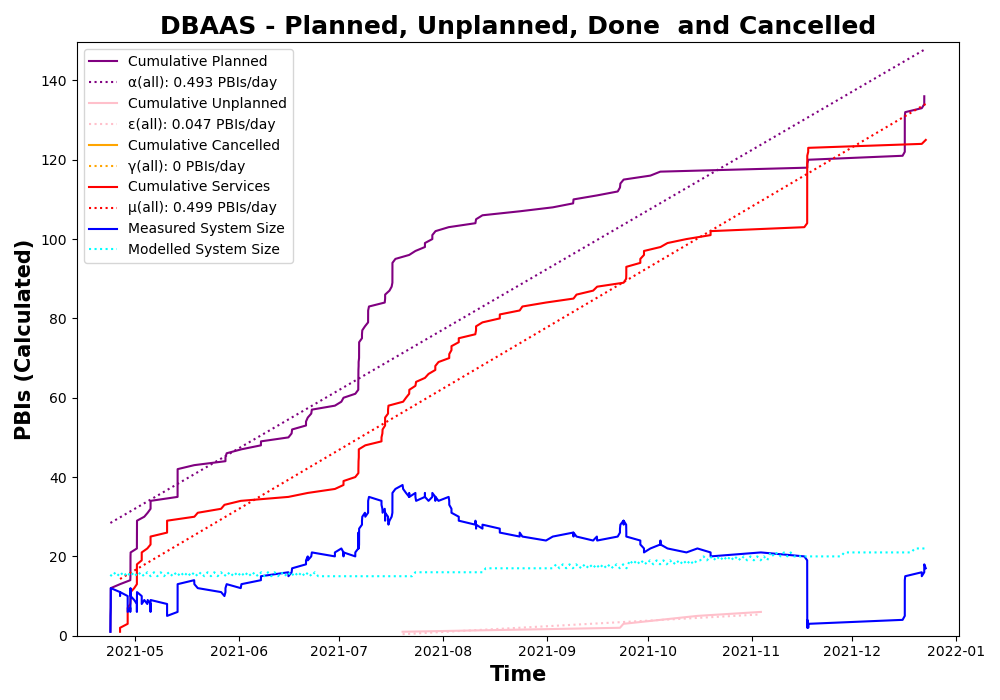 DBAAS - Planned, Unplanned, Done  and Cancelled
PBIs (Calculated)
140
120
100
80
60
40
20
0
Cumulative Planned
α(all): 0.493 PBIs/day
Cumulative Unplanned
ε(all): 0.047 PBIs/day
Cumulative Cancelled
γ(all): 0 PBIs/day
Cumulative Services
μ(all): 0.499 PBIs/day
Measured System Size
Modelled System Size
2021-05 2021-06 2021-07 2021-08 2021-09 2021-10 2021-11 2021-12 2022-01
Time